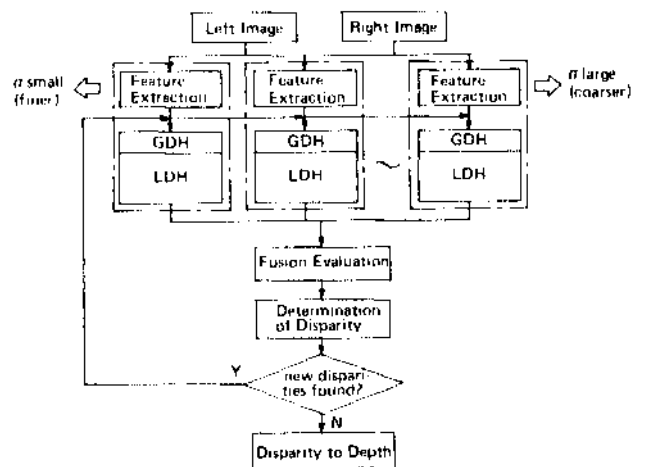 Left Image
Right Image
σ small
(finer)
Feature
Extraction
Feature
Extraction
Feature
Extraction
σ large
(coarser)
GDH
GDH
GDH
LDH
LDH
LDH
Fusion Evaluation
Determination
of Disparity
Y
new dispari-
ties found?
N
Disparity to Depth